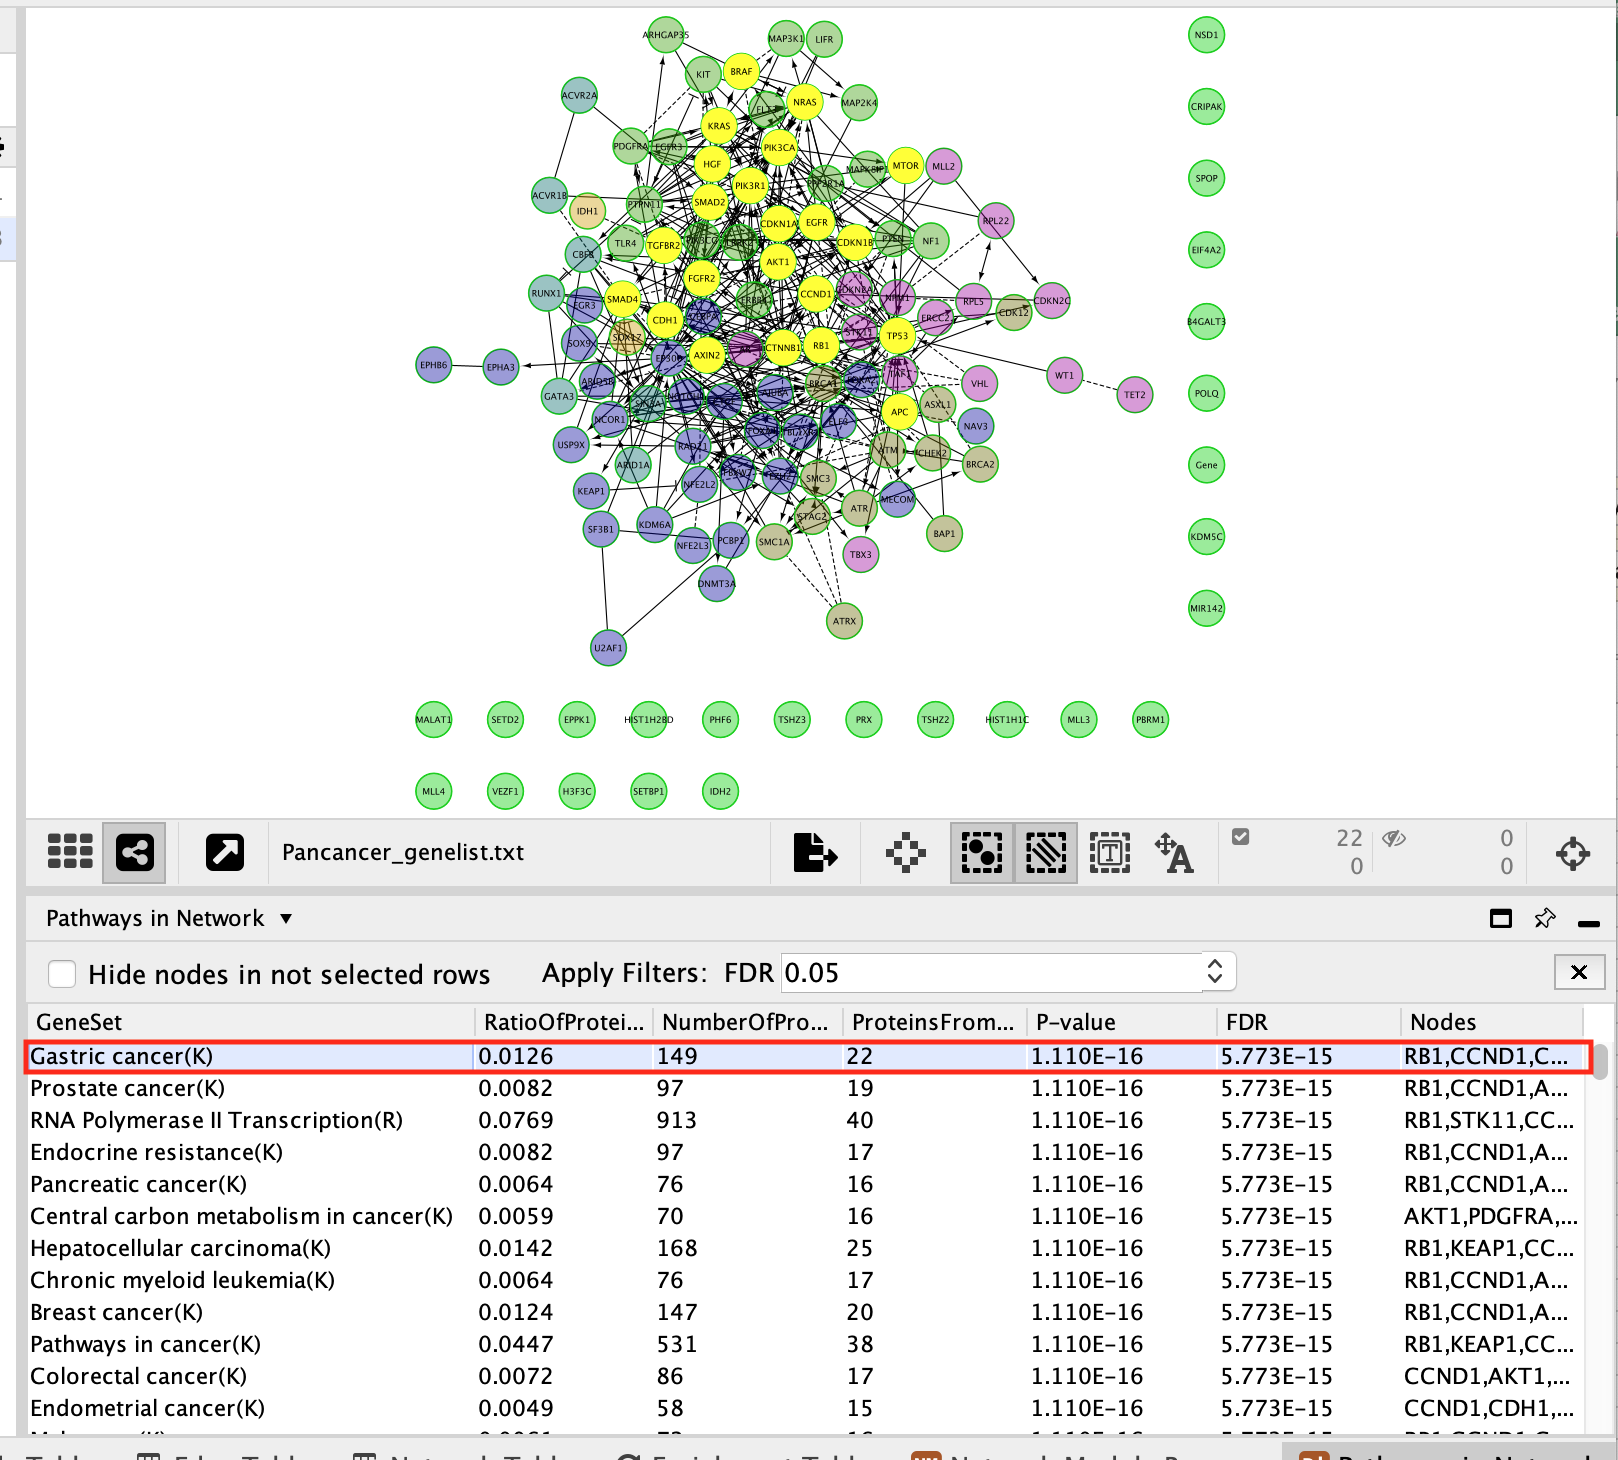 ARHGAP35
MAP3K1
LIFR
NSD1
KIT
BRAF
ACVR2A
NRAS
MAP2K4
CRIPAK
KRAS
PDGFRA
PIK3CA
HGF
MTOR
MLL2
SPOP
PIK3R1
ACVR1B
SMAD2
IDH1
PTPN11
RPL22
CDKN1A
EGFR
TLR4
TGFBR2
CDKN1B
NF1
EIF4A2
CBFB
AKT1
FGFR2
RUNX1
EGR3
SMAD4
CCND1
RPL5
CDKN2C
CDK12
ERCC2
CDH1
B4GALT3
TP53
SOX9
AXIN2
CTNNB1
RB1
EPHB6
EPHA3
WT1
VHL
TET2
POLQ
GATA3
ARID5B
BRCA1
ASXL1
APC
NCOR1
NAV3
USP9X
RAD21
ATM
CHEK2
ARID1A
BRCA2
Gene
KEAP1
NFE2L2
SMC3
MECOM
ATR
STAG2
SF3B1
KDM6A
NFE2L3
PCBP1
SMC1A
TBX3
BAP1
KDM5C
DNMT3A
MIR142
ATRX
U2AF1
MALAT1 SETD2 EPPK1 HIST1H2BD PHF6 TSHZ3 PRX TSHZ2 HIST1H1C MLL3 PBRM1
MLL4 VEZF1 H3F3C SETBP1 IDH2
Pancancer_genelist.txt
22 0
0 0
Pathways in Network
Hide nodes in not selected rows Apply Filters: FDR 0.05
GeneSet RatioOfProtei... NumberOfPro... ProteinsFrom... P-value FDR Nodes
Gastric cancer(K) 0.0126 149 22 1.110E-16 5.773E-15 RB1,CCND1,C...
Prostate cancer(K) 0.0082 97 19 1.110E-16 5.773E-15 RB1,CCND1,A...
RNA Polymerase II Transcription(R) 0.0769 913 40 1.110E-16 5.773E-15 RB1,STK11,CC...
Endocrine resistance(K) 0.0082 97 17 1.110E-16 5.773E-15 RB1,CCND1,A...
Pancreatic cancer(K) 0.0064 76 16 1.110E-16 5.773E-15 RB1,CCND1,A...
Central carbon metabolism in cancer(K) 0.0059 70 16 1.110E-16 5.773E-15 AKT1,PDGFRA,...
Hepatocellular carcinoma(K) 0.0142 168 25 1.110E-16 5.773E-15 RB1,KEAP1,CC...
Chronic myeloid leukemia(K) 0.0064 76 17 1.110E-16 5.773E-15 RB1,CCND1,A...
Breast cancer(K) 0.0124 147 20 1.110E-16 5.773E-15 RB1,CCND1,A...
Pathways in cancer(K) 0.0447 531 38 1.110E-16 5.773E-15 RB1,KEAP1,CC...
Colorectal cancer(K) 0.0072 86 17 1.110E-16 5.773E-15 CCND1,AKT1,...
Endometrial cancer(K) 0.0049 58 15 1.110E-16 5.773E-15 CCND1,CDH1,...